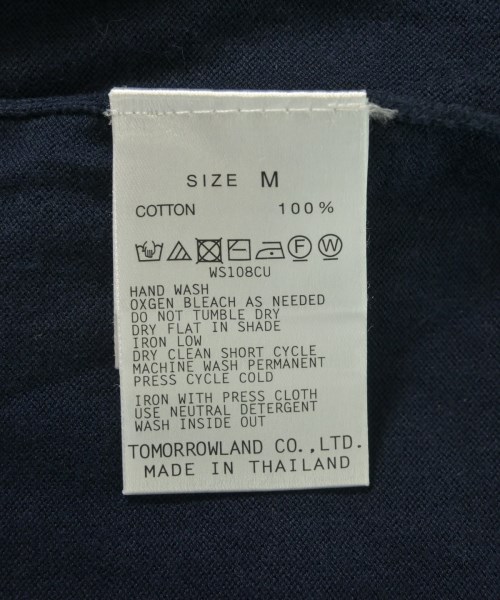 SIZE M
COTTON 100%
F W
WS108CU
HAND WASH
OXGEN BLEACH AS NEEDED
DO NOT TUMBLE DRY
DRY FLAT IN SHADE
IRON LOW
DRY CLEAN SHORT CYCLE
MACHINE WASH PERMANENT
PRESS CYCLE COLD
IRON WITH PRESS CLOTH
USE NEUTRAL DETERGENT
WASH INSIDE OUT
TOMORROWLAND CO.,LTD.
MADE IN THAILAND